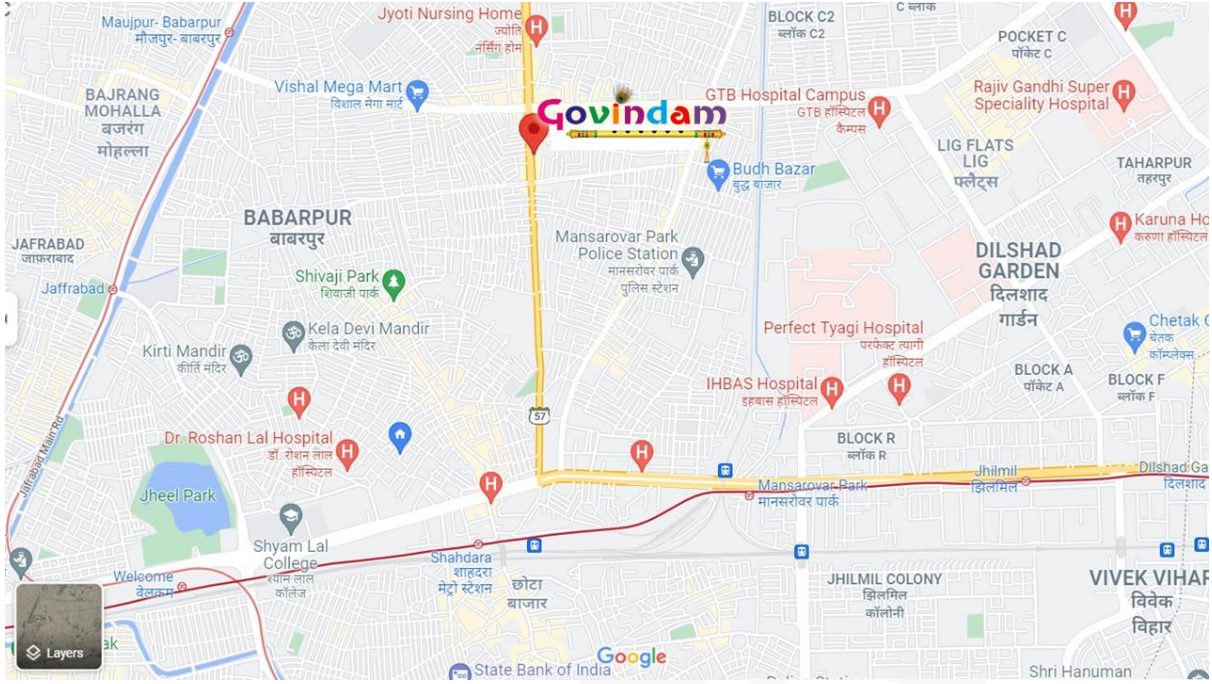 Maujpur- Babarpur
मौजपुर- बाबरपुर
Jyoti Nursing Home
ज्योति
नर्सिंग होम
BLOCK C2
ब्लॉक C2
C ब्लाक
POCKET C
पॉकेट C
BAJRANG
MOHALLA
बजरंग
मोहल्ला
Vishal Mega Mart
विशाल मेगा मार्ट
Govindam
GTB Hospital Campus
GTB हॉस्पिटल
कैम्पस
Rajiv Gandhi Super
Speciality Hospital
LIG FLATS
LIG
फ्लैट्स
TAHARPUR
तहरपुर
Budh Bazar
बुद्ध बाजार
BABARPUR
बाबरपुर
JAFRABAD
जाफ़राबाद
Mansarovar Park
Police Station
मानसरोवर पार्क
पुलिस स्टेशन
Karuna Ho
करुणा हॉस्पिटल
DILSHAD
GARDEN
दिलशाद
गार्डन
Shivaji Park
शिवाजी पार्क
Jaffrabad
Kela Devi Mandir
केला देवी मंदिर
Kirti Mandir
कीर्ति मंदिर
Perfect Tyagi Hospital
परफेक्ट त्यागी
हॉस्पिटल
Chetak C
चेतक
कॉम्प्लेक्स
IHBAS Hospital
इहबास हॉस्पिटल
BLOCK A
पॉकेट A
BLOCK F
ब्लॉक F
57
Jafrabad Main Rd
Dr. Roshan Lal Hospital
डॉ. रोशन लाल
हॉस्पिटल
BLOCK R
ब्लॉक R
Jheel Park
Mansarovar Park
मानसरोवर पार्क
Jhilmil
झिलमिल
Dilshad Ga
दिलशाद
Shyam Lal
College
श्याम लाल
कॉलेज
Shahdara
शाहदरा
मेट्रो स्टेशन
Welcome
वेलकम
छोटा
बाजार
JHILMIL COLONY
झिलमिल
कॉलोनी
VIVEK VIHAR
विवेक
विहार
Layers
ak
Google
State Bank of India
Shri Hanuman